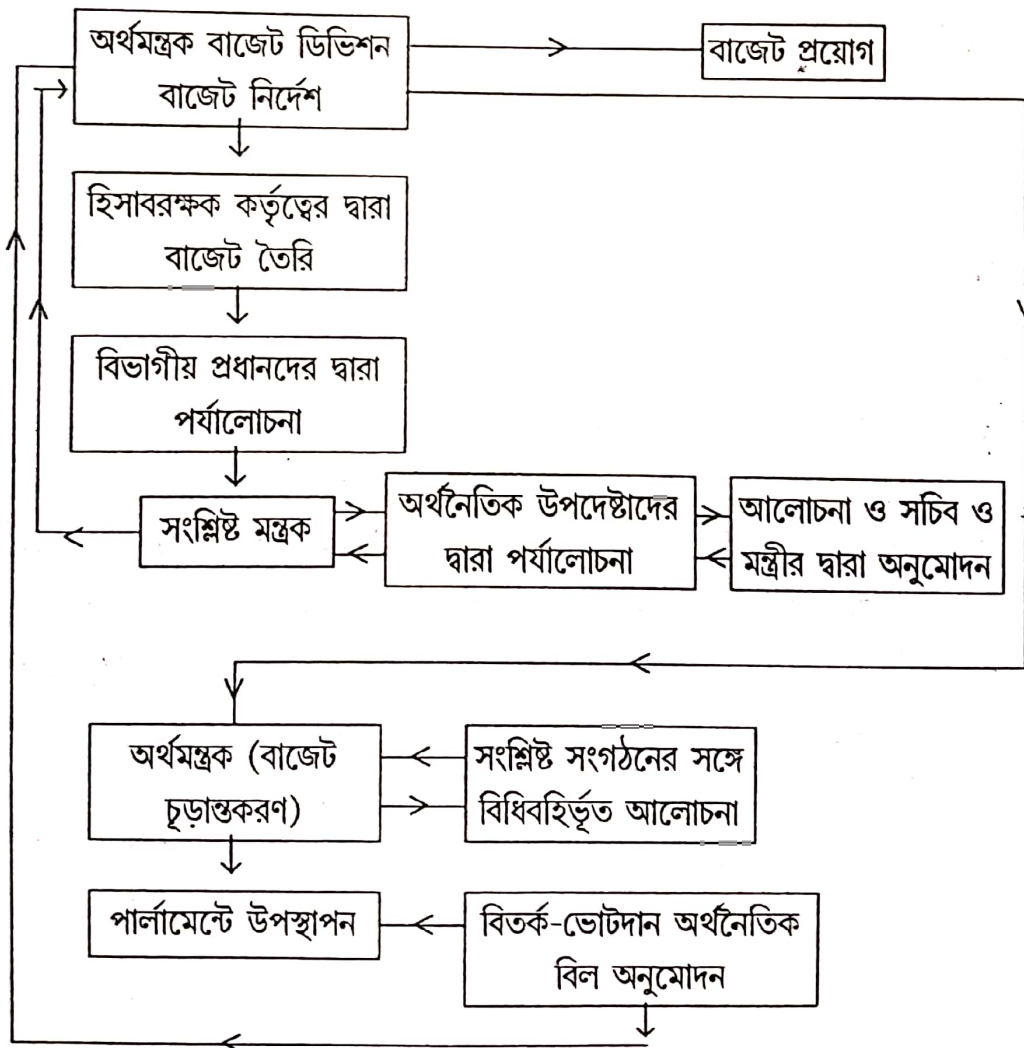 অর্থমন্ত্রক বাজেট ডিভিশন
বাজেট নির্দেশ
বাজেট প্রয়োগ
হিসাবরক্ষক কর্তৃত্বের দ্বারা
বাজেট তৈরি
বিভাগীয় প্রধানদের দ্বারা
পর্যালোচনা
সংশ্লিষ্ট মন্ত্রক
অর্থনৈতিক উপদেষ্টাদের
দ্বারা পর্যালোচনা
আলোচনা ও সচিব ও
মন্ত্রীর দ্বারা অনুমোদন
অর্থমন্ত্রক (বাজেট
চূড়ান্তকরণ)
সংশ্লিষ্ট সংগঠনের সঙ্গে
বিধিবহির্ভূত আলোচনা
পার্লামেন্টে উপস্থাপন
বিতর্ক-ভোটদান অর্থনৈতিক
বিল অনুমোদন